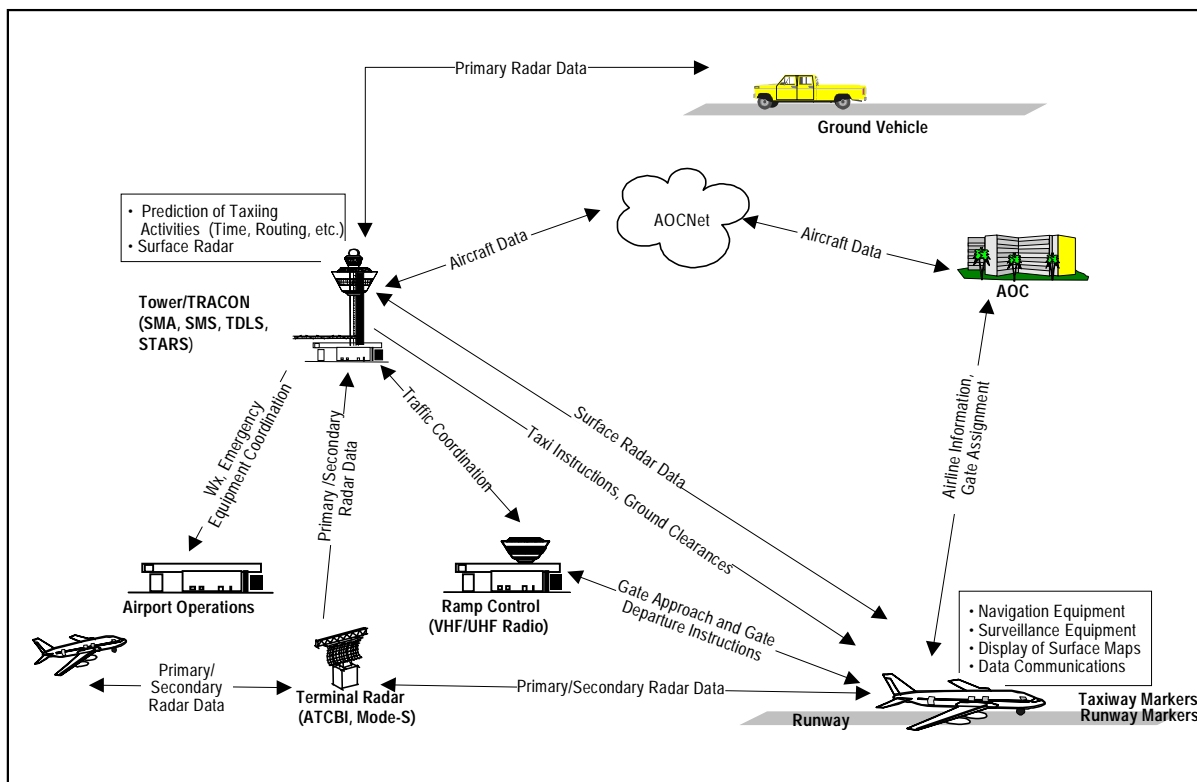 Primary Radar Data
Ground Vehicle
• Prediction of Taxiing
Activities (Time, Routing, etc.)
• Surface Radar
AOCNet
Aircraft Data
Aircraft Data
AOC
Tower/TRACON
(SMA, SMS, TDLS,
STARS)
Wx, Emergency
Equipment Coordination
Primary /Secondary
Radar Data
Traffic
Coordination
Surface Radar Data
Taxi Instructions, Ground Clearances
Airline Information,
Gate Assignment
Airport Operations
Ramp Control
(VHF/UHF Radio)
Gate Approach and Gate
Departure Instructions
• Navigation Equipment
• Surveillance Equipment
• Display of Surface Maps
• Data Communications
Primary/
Secondary
Radar Data
Terminal Radar
(ATCBI, Mode-S)
Primary/Secondary Radar Data
Runway
Taxiway Markers
Runway Markers